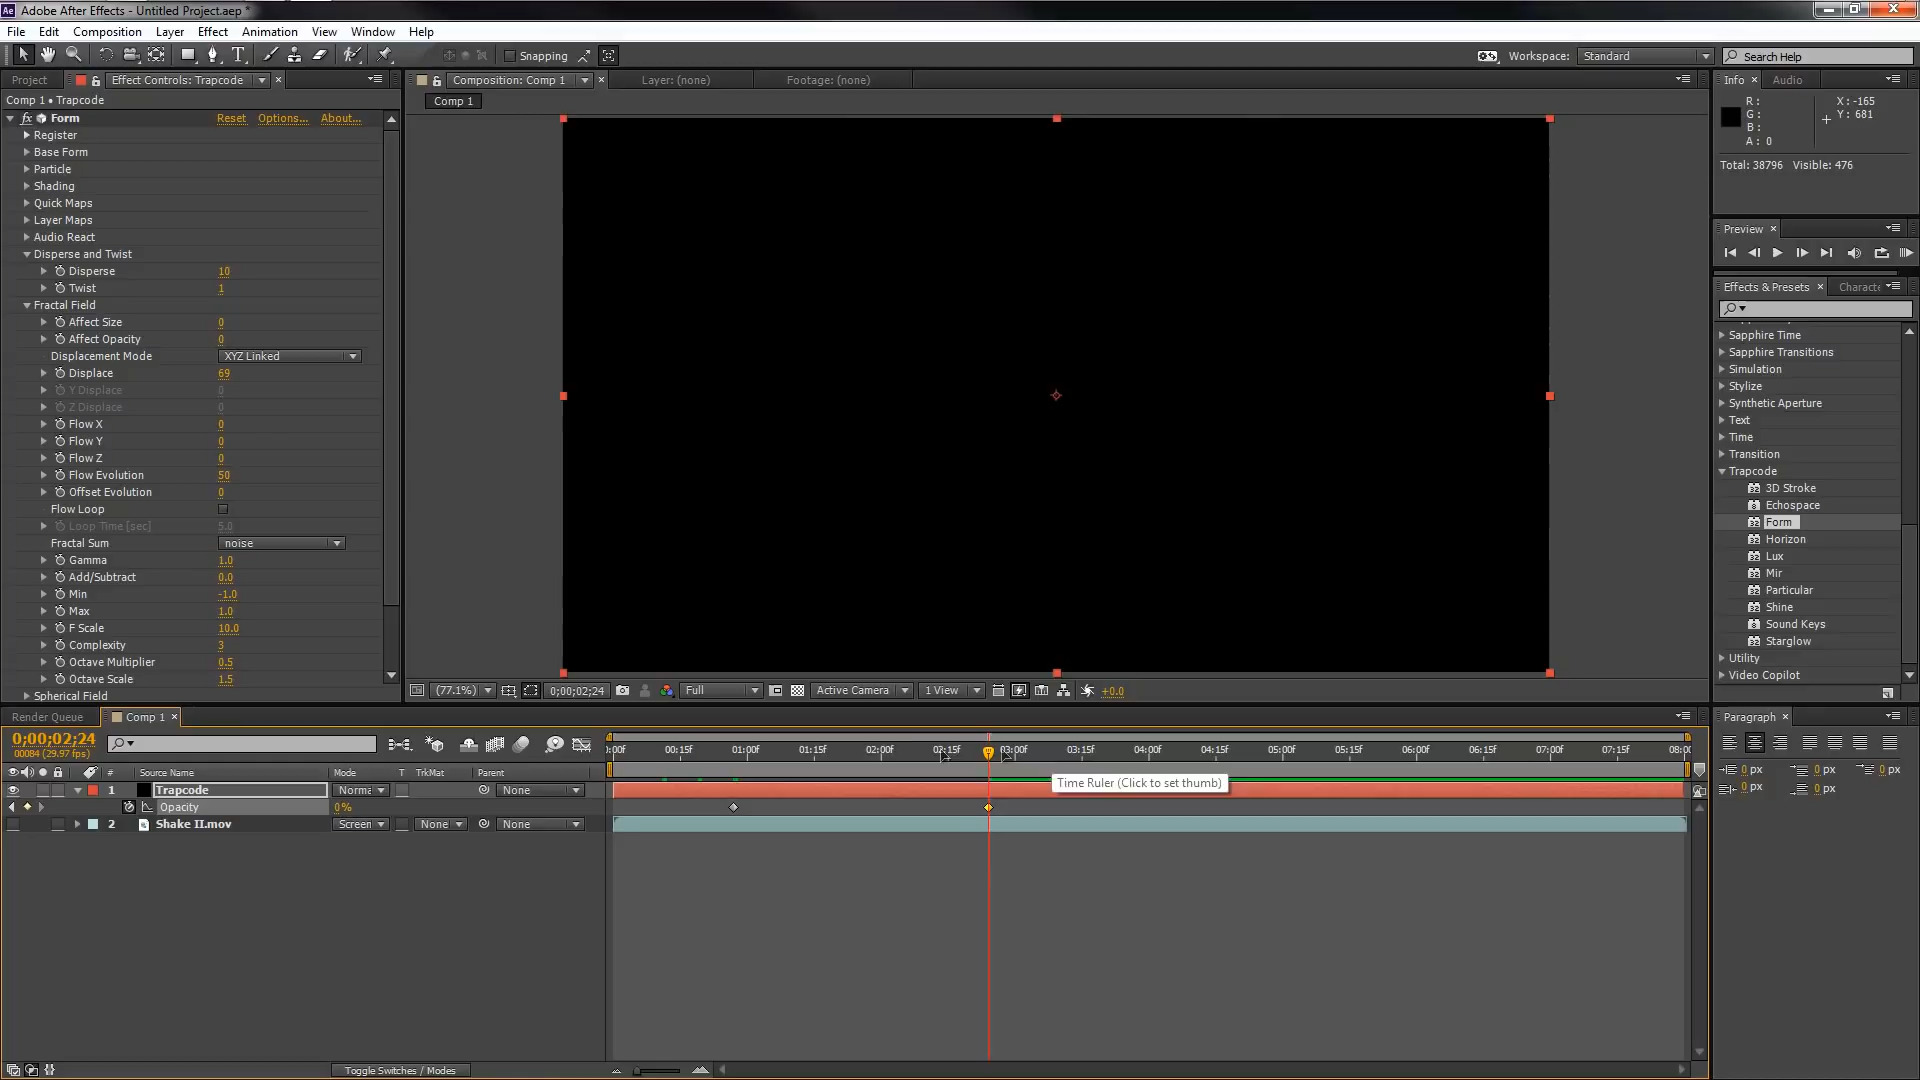 Adobe After Effects - Untitled Project.aep *
File Edit Composition Layer Effect Animation View Window Help
Snapping
Workspace: Standard
Search Help
Project Effect Controls: Trapcode
Comp 1 • Trapcode
fx Form Reset Options... About...
Register
Base Form
Particle
Shading
Quick Maps
Layer Maps
Audio React
Disperse and Twist
Disperse 10
Twist 1
Fractal Field
Affect Size 0
Affect Opacity 0
Displacement Mode XYZ Linked
Displace 69
Y Displace 0
Z Displace 0
Flow X 0
Flow Y 0
Flow Z 0
Flow Evolution 50
Offset Evolution 0
Flow Loop
Loop Time [sec] 5.0
Fractal Sum noise
Gamma 1.0
Add/Subtract 0.0
Min -1.0
Max 1.0
F Scale 10.0
Complexity 3
Octave Multiplier 0.5
Octave Scale 1.5
Spherical Field
Composition: Comp 1 Layer: (none) Footage: (none)
Comp 1
(77.1%) 0;00;02;24 Full Active Camera 1 View +0.0
Info Audio
R: X: -165
G: Y: 681
B:
A: 0
Total: 38796 Visible: 476
Preview
Effects & Presets Characte
Sapphire Time
Sapphire Transitions
Simulation
Stylize
Synthetic Aperture
Text
Time
Transition
Trapcode
3D Stroke
Echospace
Form
Horizon
Lux
Mir
Particular
Shine
Sound Keys
Starglow
Utility
Video Copilot
Render Queue Comp 1
0;00;02;24
00084 (29.97 fps)
# Source Name Mode T TrkMat Parent
1 Trapcode Norma None
Opacity 0%
2 Shake II.mov Screen None None
:00f 00:15f 01:00f 01:15f 02:00f 02:15f 03:00f 03:15f 04:00f 04:15f 05:00f 05:15f 06:00f 06:15f 07:00f 07:15f 08:00
Time Ruler (Click to set thumb)
Toggle Switches / Modes
Paragraph
0 px 0 px 0 px
0 px 0 px